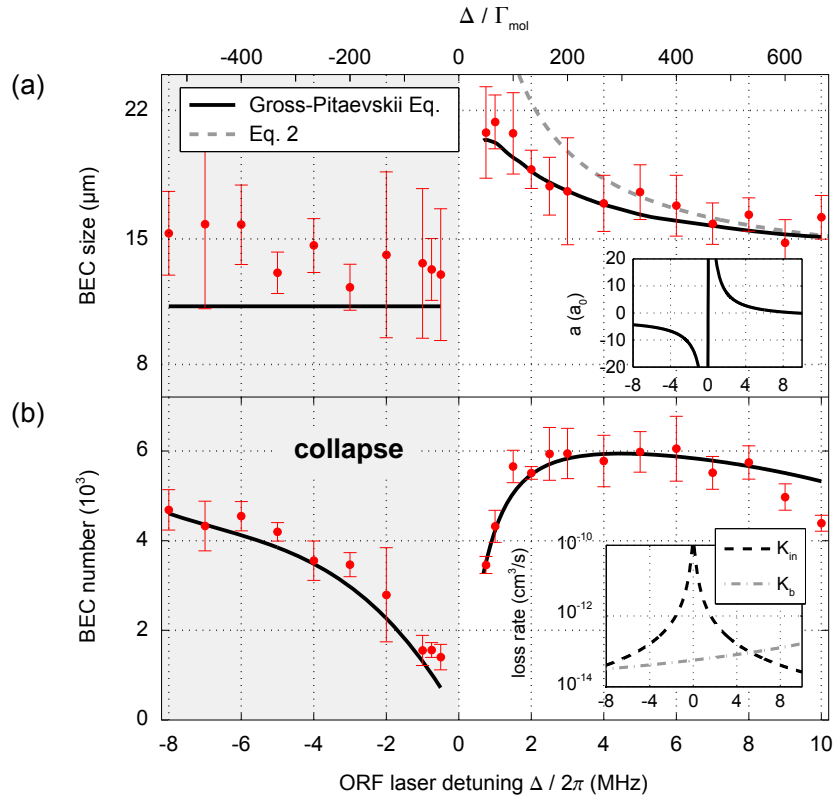 Δ / Γmol
-400 -200 0 200 400 600
(a)
Gross-Pitaevskii Eq.
Eq. 2
22
15
8
BEC size (μm)
a (a0)
20
10
0
-10
-20
-8 -4 0 4 8
(b)
collapse
BEC number (10³)
6
4
2
0
loss rate (cm³/s)
10⁻¹⁰
10⁻¹²
10⁻¹⁴
Kin
Kb
-8 -4 0 4 8
-8 -6 -4 -2 0 2 4 6 8 10
ORF laser detuning Δ / 2π (MHz)